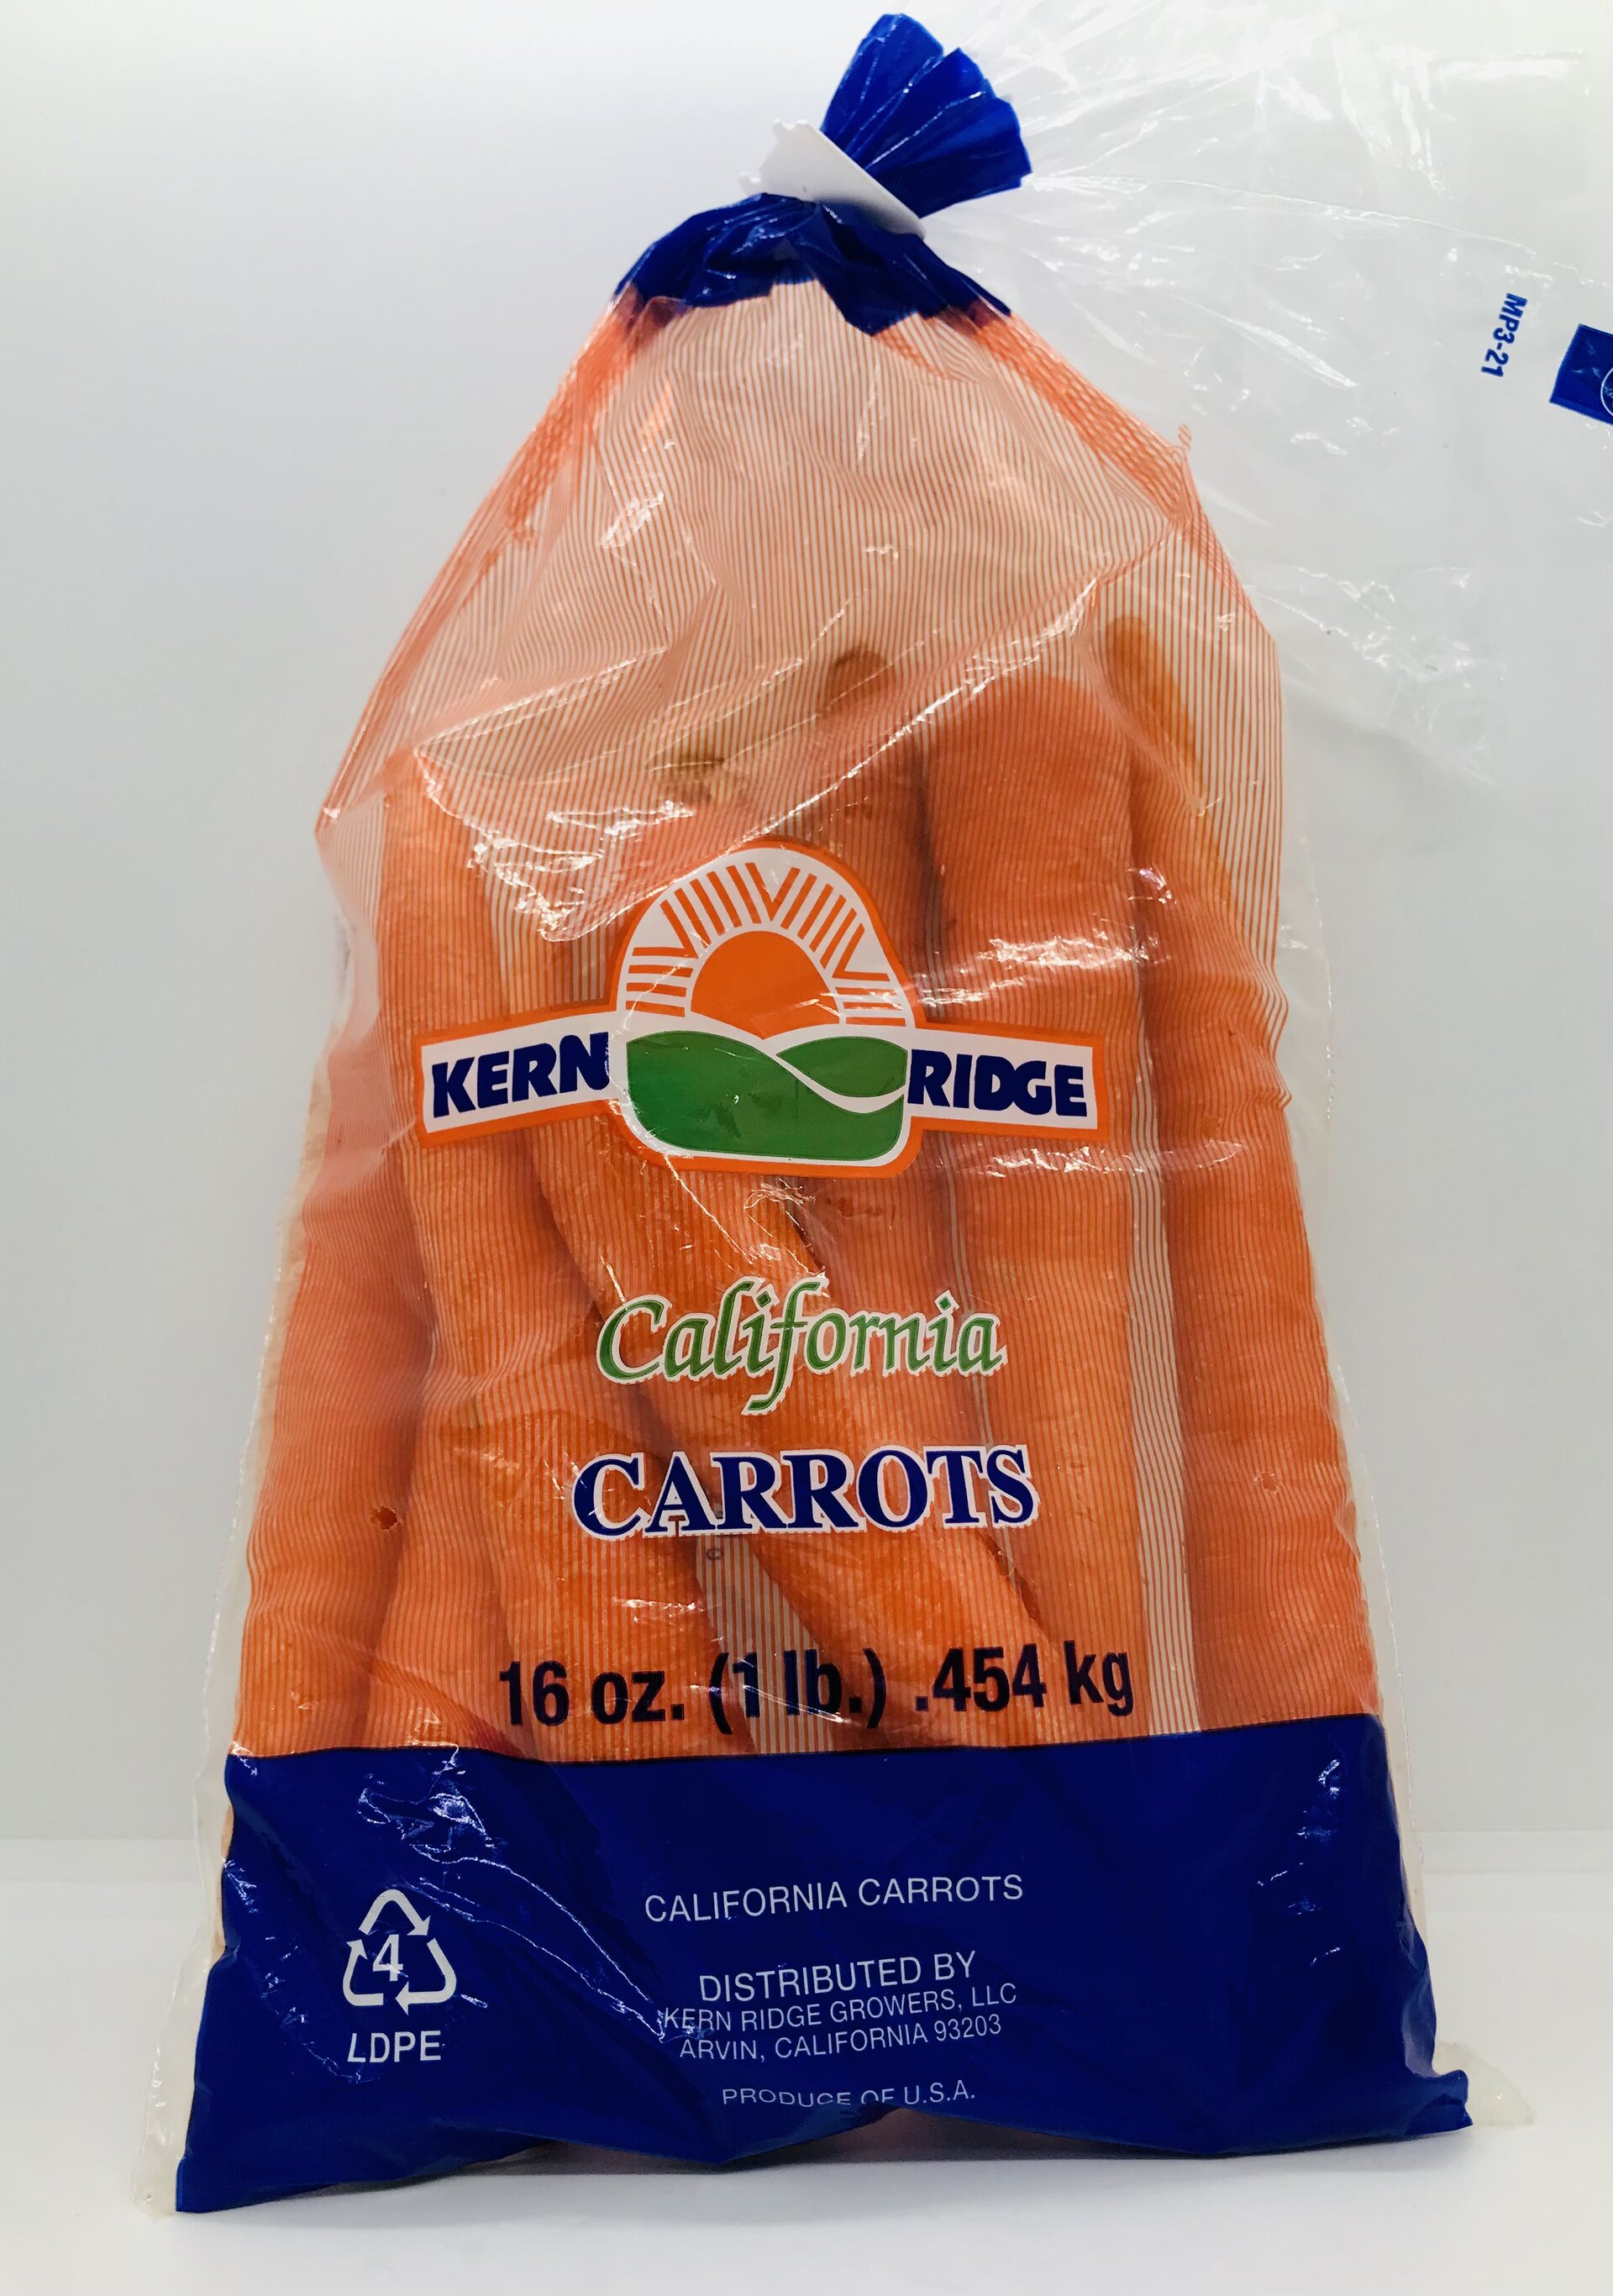 MP3-21
KERN RIDGE
California
CARROTS
16 oz. (1 lb.) .454 kg
CALIFORNIA CARROTS
4
LDPE
DISTRIBUTED BY
KERN RIDGE GROWERS, LLC
ARVIN, CALIFORNIA 93203
PRODUCE OF U.S.A.